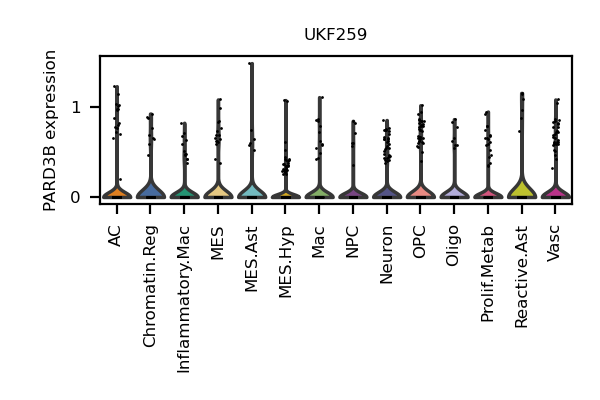 UKF259
PARD3B expression
1
0
AC
Chromatin.Reg
Inflammatory.Mac
MES
MES.Ast
MES.Hyp
Mac
NPC
Neuron
OPC
Oligo
Prolif.Metab
Reactive.Ast
Vasc